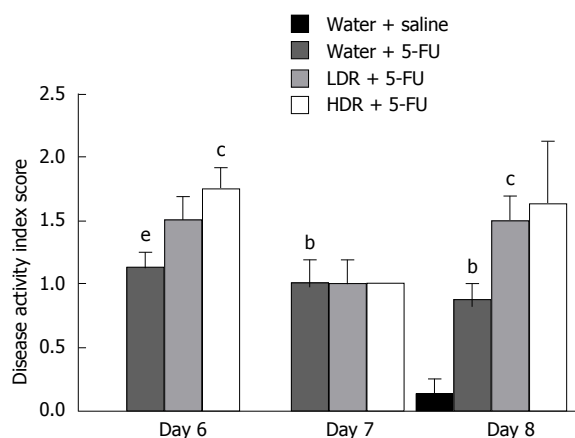 Water + saline
Water + 5-FU
LDR + 5-FU
HDR + 5-FU
Disease activity index score
2.5
2.0
1.5
1.0
0.5
0.0
e
c
b
b
c
Day 6
Day 7
Day 8